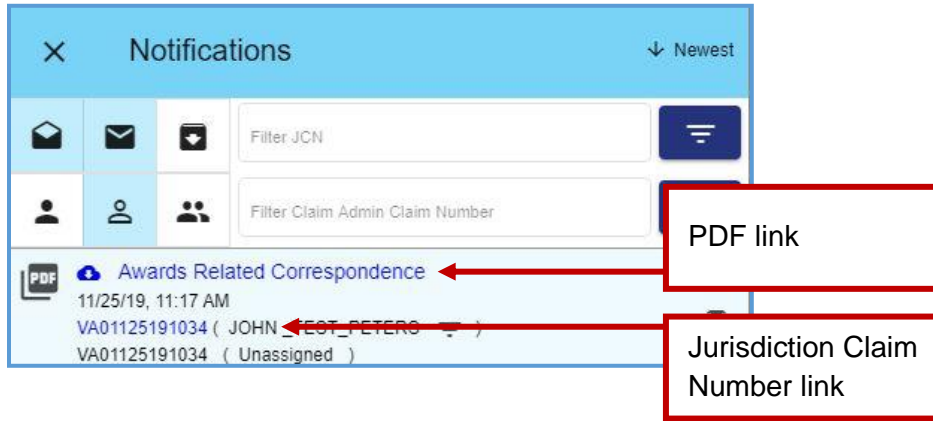 Notifications
Newest
Filter JCN
Filter Claim Admin Claim Number
PDF link
PDF
Awards Related Correspondence
11/25/19, 11:17 AM
VA01125191034 ( JOHN_TEST_PETERS )
VA01125191034 ( Unassigned )
Jurisdiction Claim
Number link